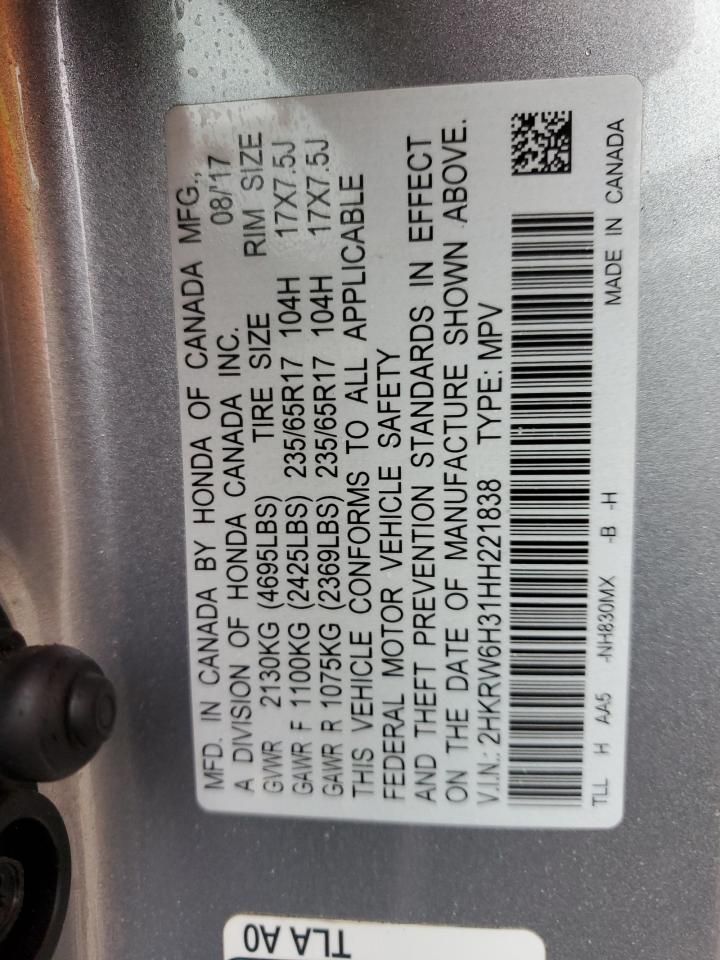 MFD. IN CANADA BY HONDA OF CANADA MFG.,
A DIVISION OF HONDA CANADA INC. 08/'17
GVWR 2130KG (4695LBS) TIRE SIZE RIM SIZE
GAWR F 1100KG (2425LBS) 235/65R17 104H 17X7.5J
GAWR R 1075KG (2369LBS) 235/65R17 104H 17X7.5J
THIS VEHICLE CONFORMS TO ALL APPLICABLE
FEDERAL MOTOR VEHICLE SAFETY
AND THEFT PREVENTION STANDARDS IN EFFECT
ON THE DATE OF MANUFACTURE SHOWN ABOVE.
V.I.N.: 2HKRW6H31HH221838 TYPE: MPV
TLL H AA5 -NH830MX -B -H MADE IN CANADA
TLA A0